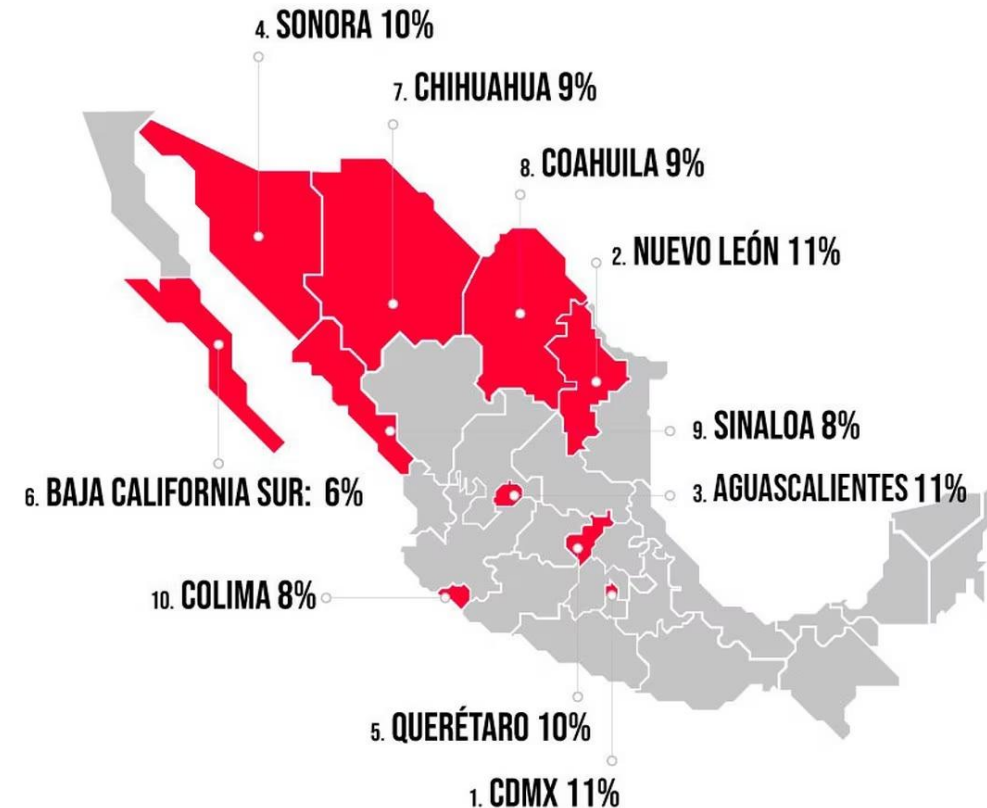 4. SONORA 10%
7. CHIHUAHUA 9%
8. COAHUILA 9%
2. NUEVO LEÓN 11%
9. SINALOA 8%
3. AGUASCALIENTES 11%
6. BAJA CALIFORNIA SUR: 6%
10. COLIMA 8%
5. QUERÉTARO 10%
1. CDMX 11%